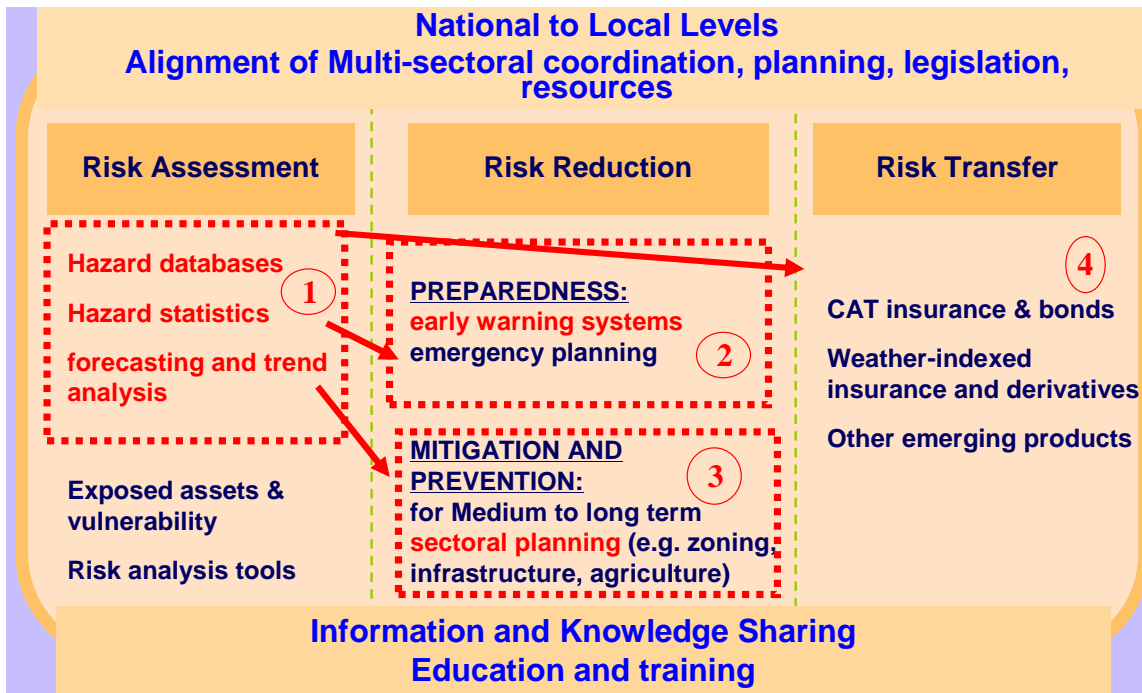 National to Local Levels
Alignment of Multi-sectoral coordination, planning, legislation,
resources
Risk Assessment
Hazard databases
Hazard statistics
forecasting and trend
analysis
1
Exposed assets &
vulnerability
Risk analysis tools
Risk Reduction
PREPAREDNESS:
early warning systems
emergency planning
2
MITIGATION AND
PREVENTION:
for Medium to long term
sectoral planning (e.g. zoning,
infrastructure, agriculture)
3
Risk Transfer
4
CAT insurance & bonds
Weather-indexed
insurance and derivatives
Other emerging products
Information and Knowledge Sharing
Education and training